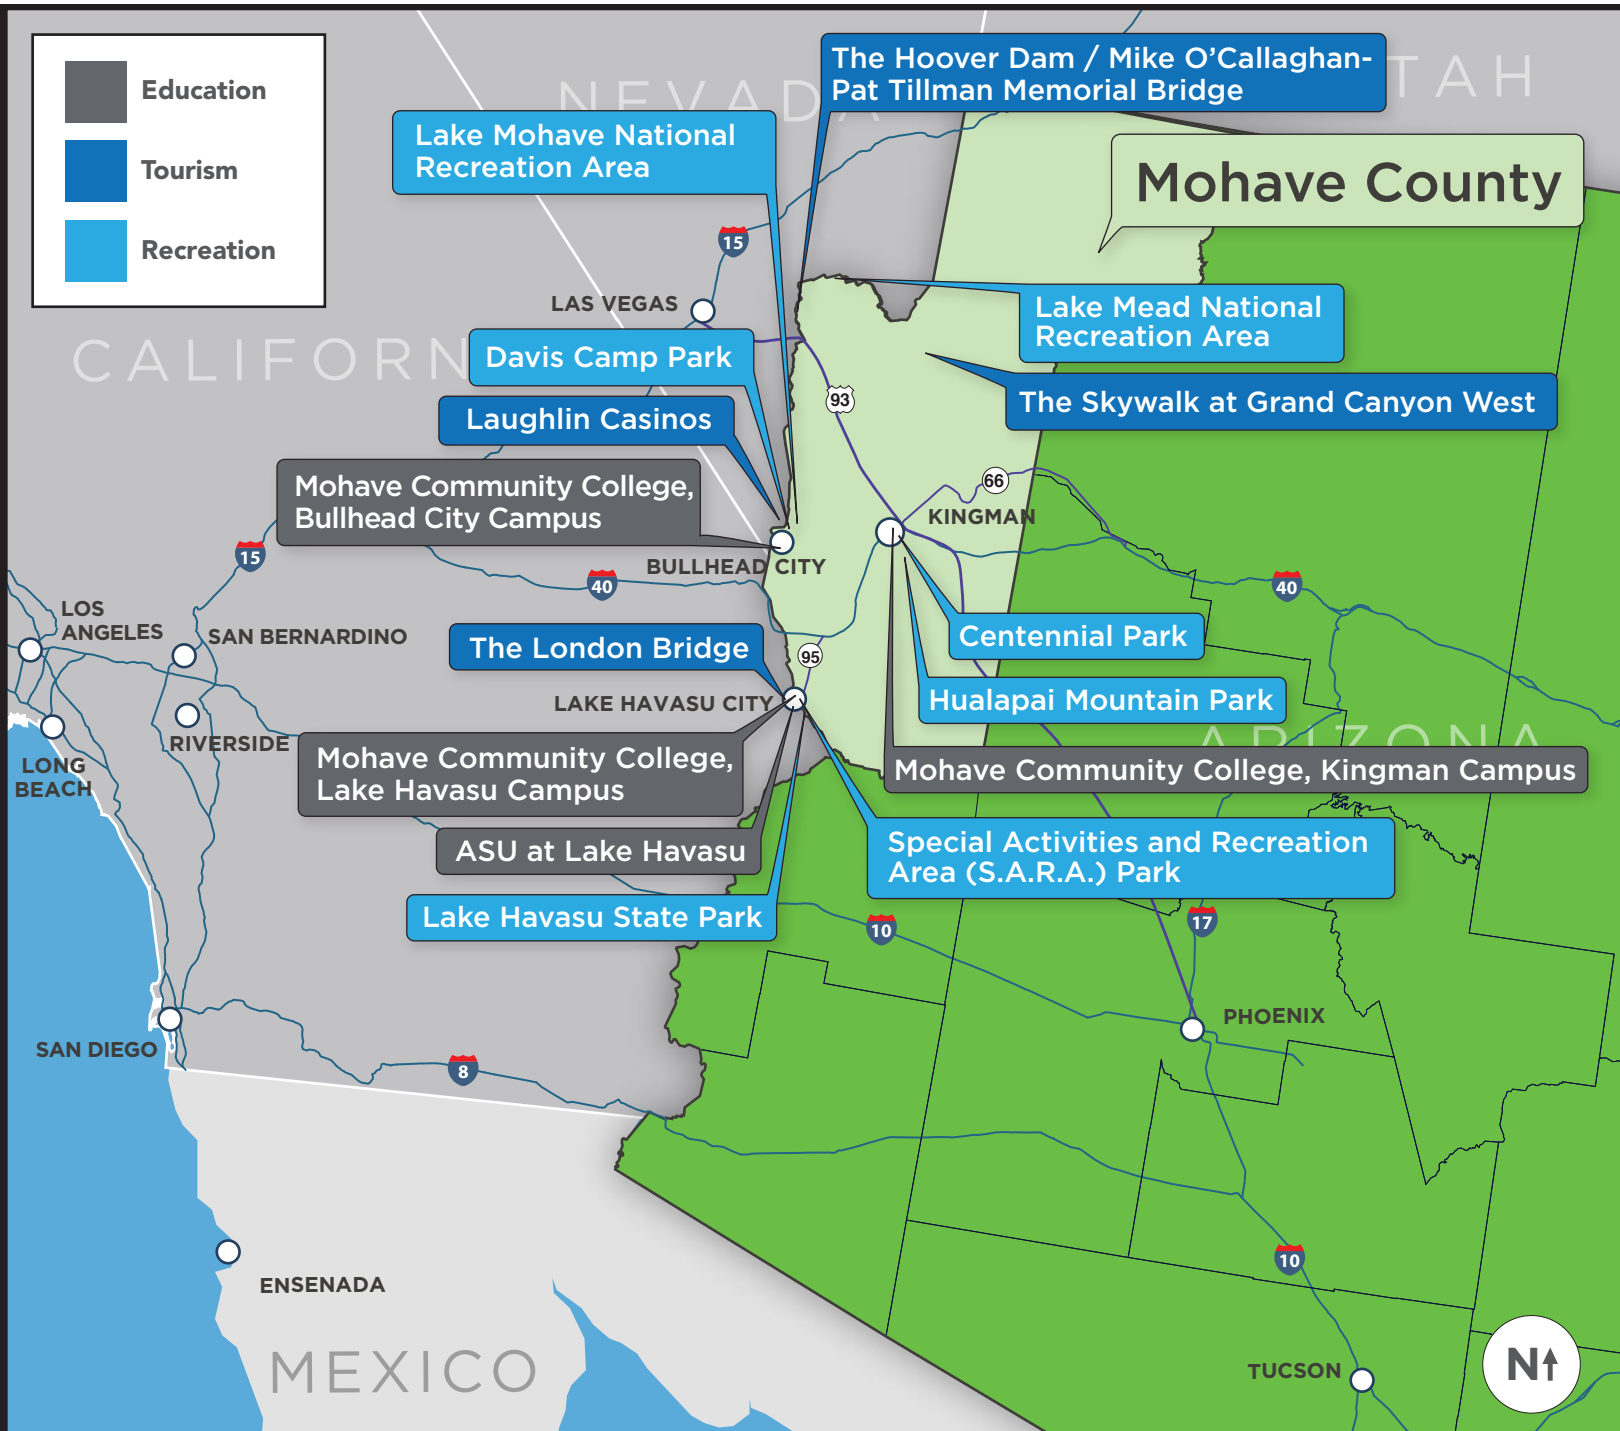 Education
Tourism
Recreation
NEVADA
TAH
The Hoover Dam / Mike O'Callaghan-
Pat Tillman Memorial Bridge
Lake Mohave National
Recreation Area
Mohave County
15
LAS VEGAS
Lake Mead National
Recreation Area
CALIFORN
Davis Camp Park
93
The Skywalk at Grand Canyon West
Laughlin Casinos
Mohave Community College,
Bullhead City Campus
66
KINGMAN
15
BULLHEAD CITY
40
40
LOS
ANGELES
SAN BERNARDINO
The London Bridge
95
Centennial Park
LAKE HAVASU CITY
Hualapai Mountain Park
RIVERSIDE
ARIZONA
LONG
BEACH
Mohave Community College,
Lake Havasu Campus
Mohave Community College, Kingman Campus
ASU at Lake Havasu
Special Activities and Recreation
Area (S.A.R.A.) Park
Lake Havasu State Park
10
17
PHOENIX
SAN DIEGO
8
10
ENSENADA
MEXICO
TUCSON
N